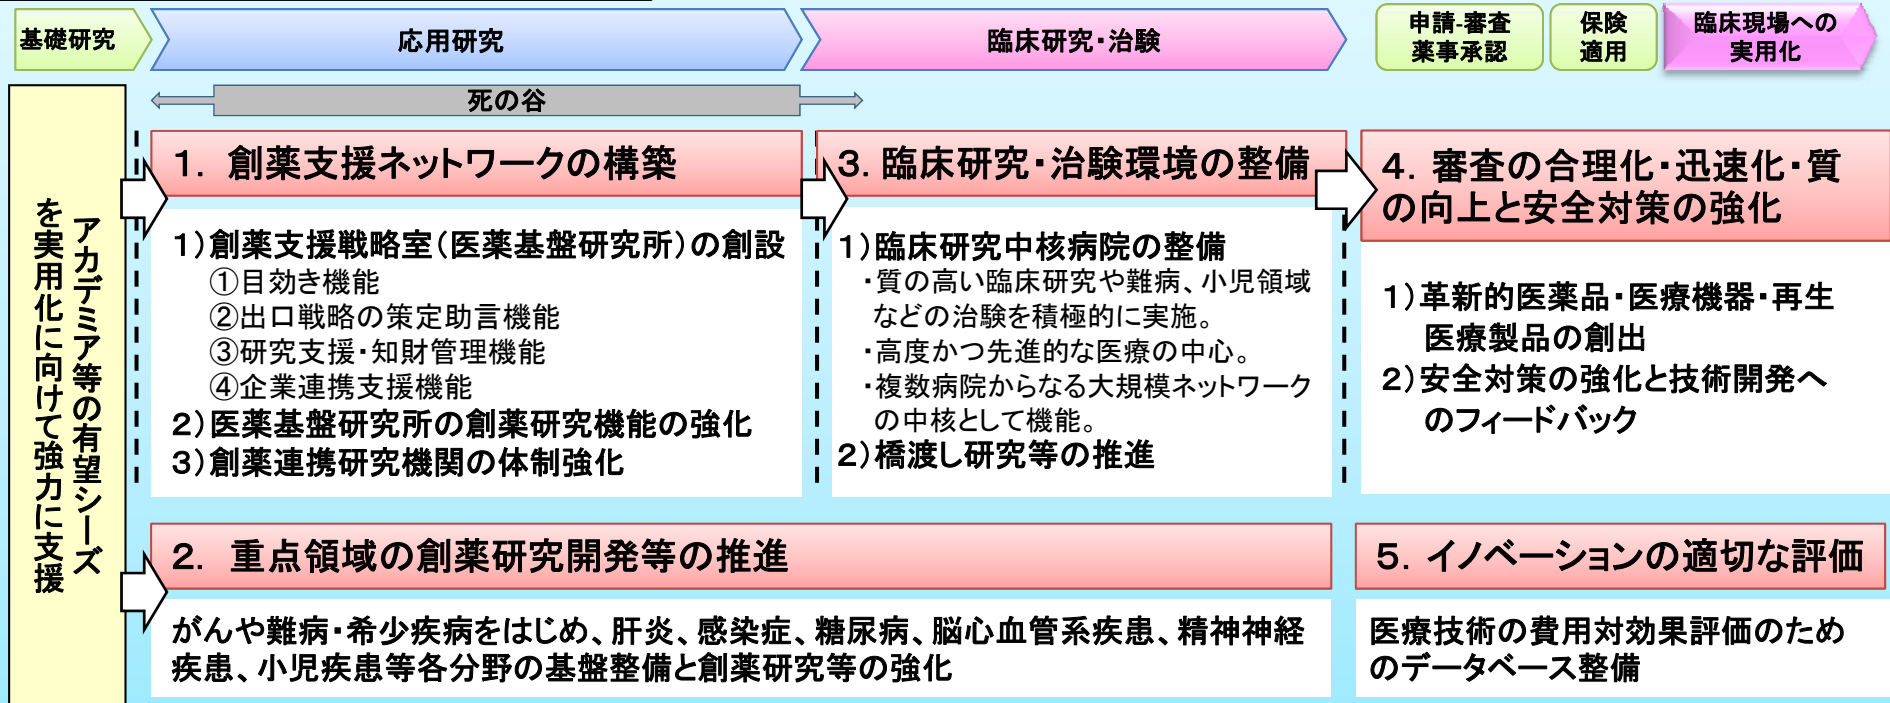 基礎研究
応用研究
臨床研究・治験
申請-審査
薬事承認
保険
適用
臨床現場への
実用化
死の谷
アカデミア等の有望シーズ
を実用化に向けて強力に支援
1．創薬支援ネットワークの構築
1）創薬支援戦略室（医薬基盤研究所）の創設
①目効き機能
②出口戦略の策定助言機能
③研究支援・知財管理機能
④企業連携支援機能
2）医薬基盤研究所の創薬研究機能の強化
3）創薬連携研究機関の体制強化
3．臨床研究・治験環境の整備
1）臨床研究中核病院の整備
・質の高い臨床研究や難病、小児領域
などの治験を積極的に実施。
・高度かつ先進的な医療の中心。
・複数病院からなる大規模ネットワーク
の中核として機能。
2）橋渡し研究等の推進
4．審査の合理化・迅速化・質
の向上と安全対策の強化
1）革新的医薬品・医療機器・再生
医療製品の創出
2）安全対策の強化と技術開発へ
のフィードバック
2．重点領域の創薬研究開発等の推進
がんや難病・希少疾病をはじめ、肝炎、感染症、糖尿病、脳心血管系疾患、精神神経
疾患、小児疾患等各分野の基盤整備と創薬研究等の強化
5．イノベーションの適切な評価
医療技術の費用対効果評価のため
のデータベース整備